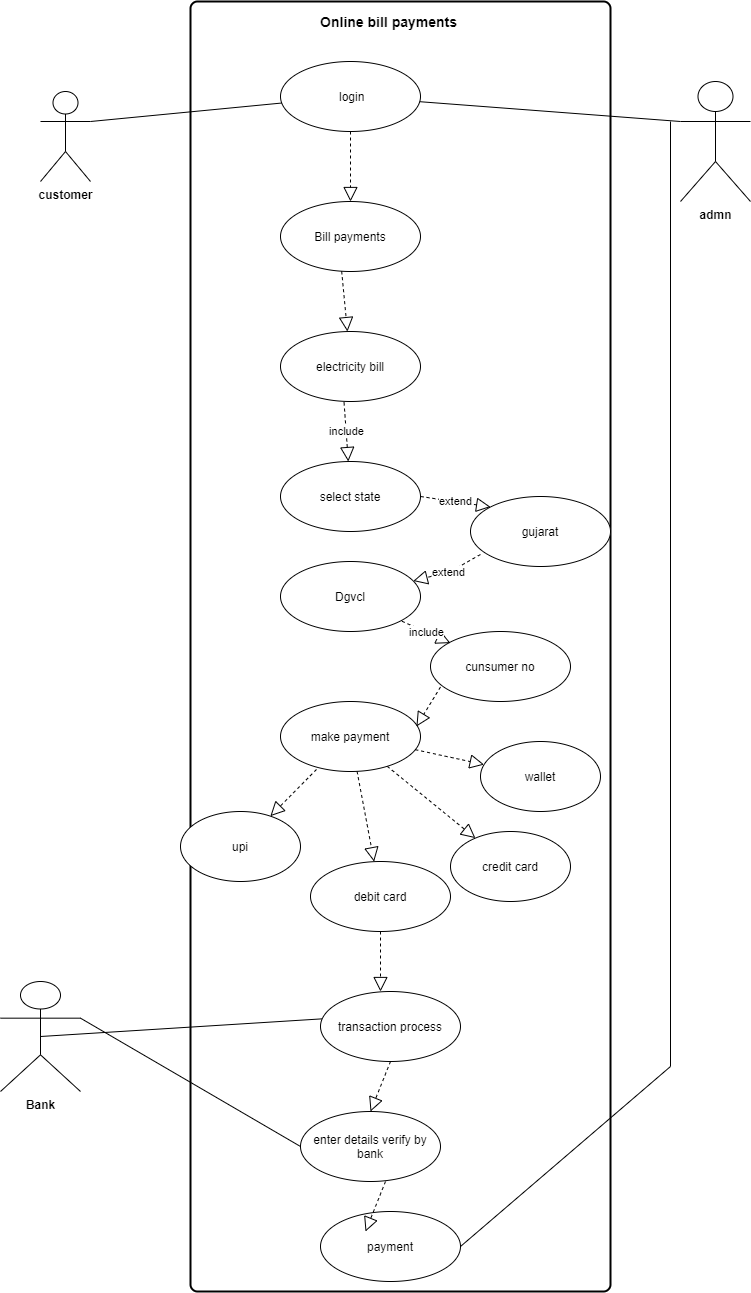 Online bill payments
login
customer
admn
Bill payments
electricity bill
include
select state
extend
gujarat
extend
Dgvcl
include
cunsumer no
make payment
wallet
upi
credit card
debit card
transaction process
Bank
enter details verify by
bank
payment